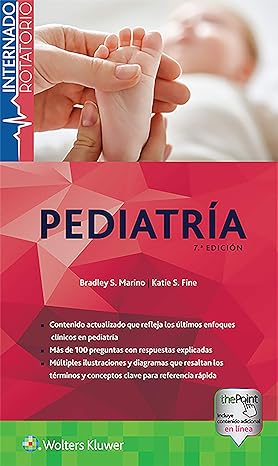 INTERNADO
ROTATORIO
PEDIATRÍA
7.ª EDICIÓN
Bradley S. Marino | Katie S. Fine
• Contenido actualizado que refleja los últimos enfoques
clínicos en pediatría
• Más de 100 preguntas con respuestas explicadas
• Múltiples ilustraciones y diagramas que resaltan los
términos y conceptos clave para referencia rápida
thePoint
Incluye
contenido adicional
en línea
Wolters Kluwer